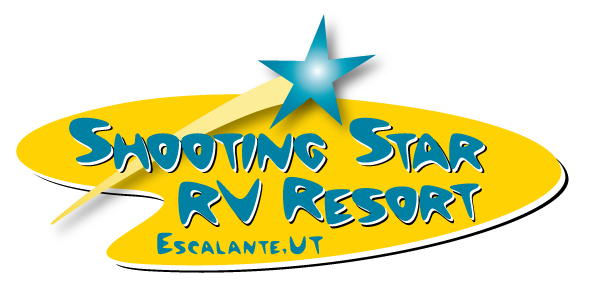 Shooting Star
RV Resort
Escalante, UT